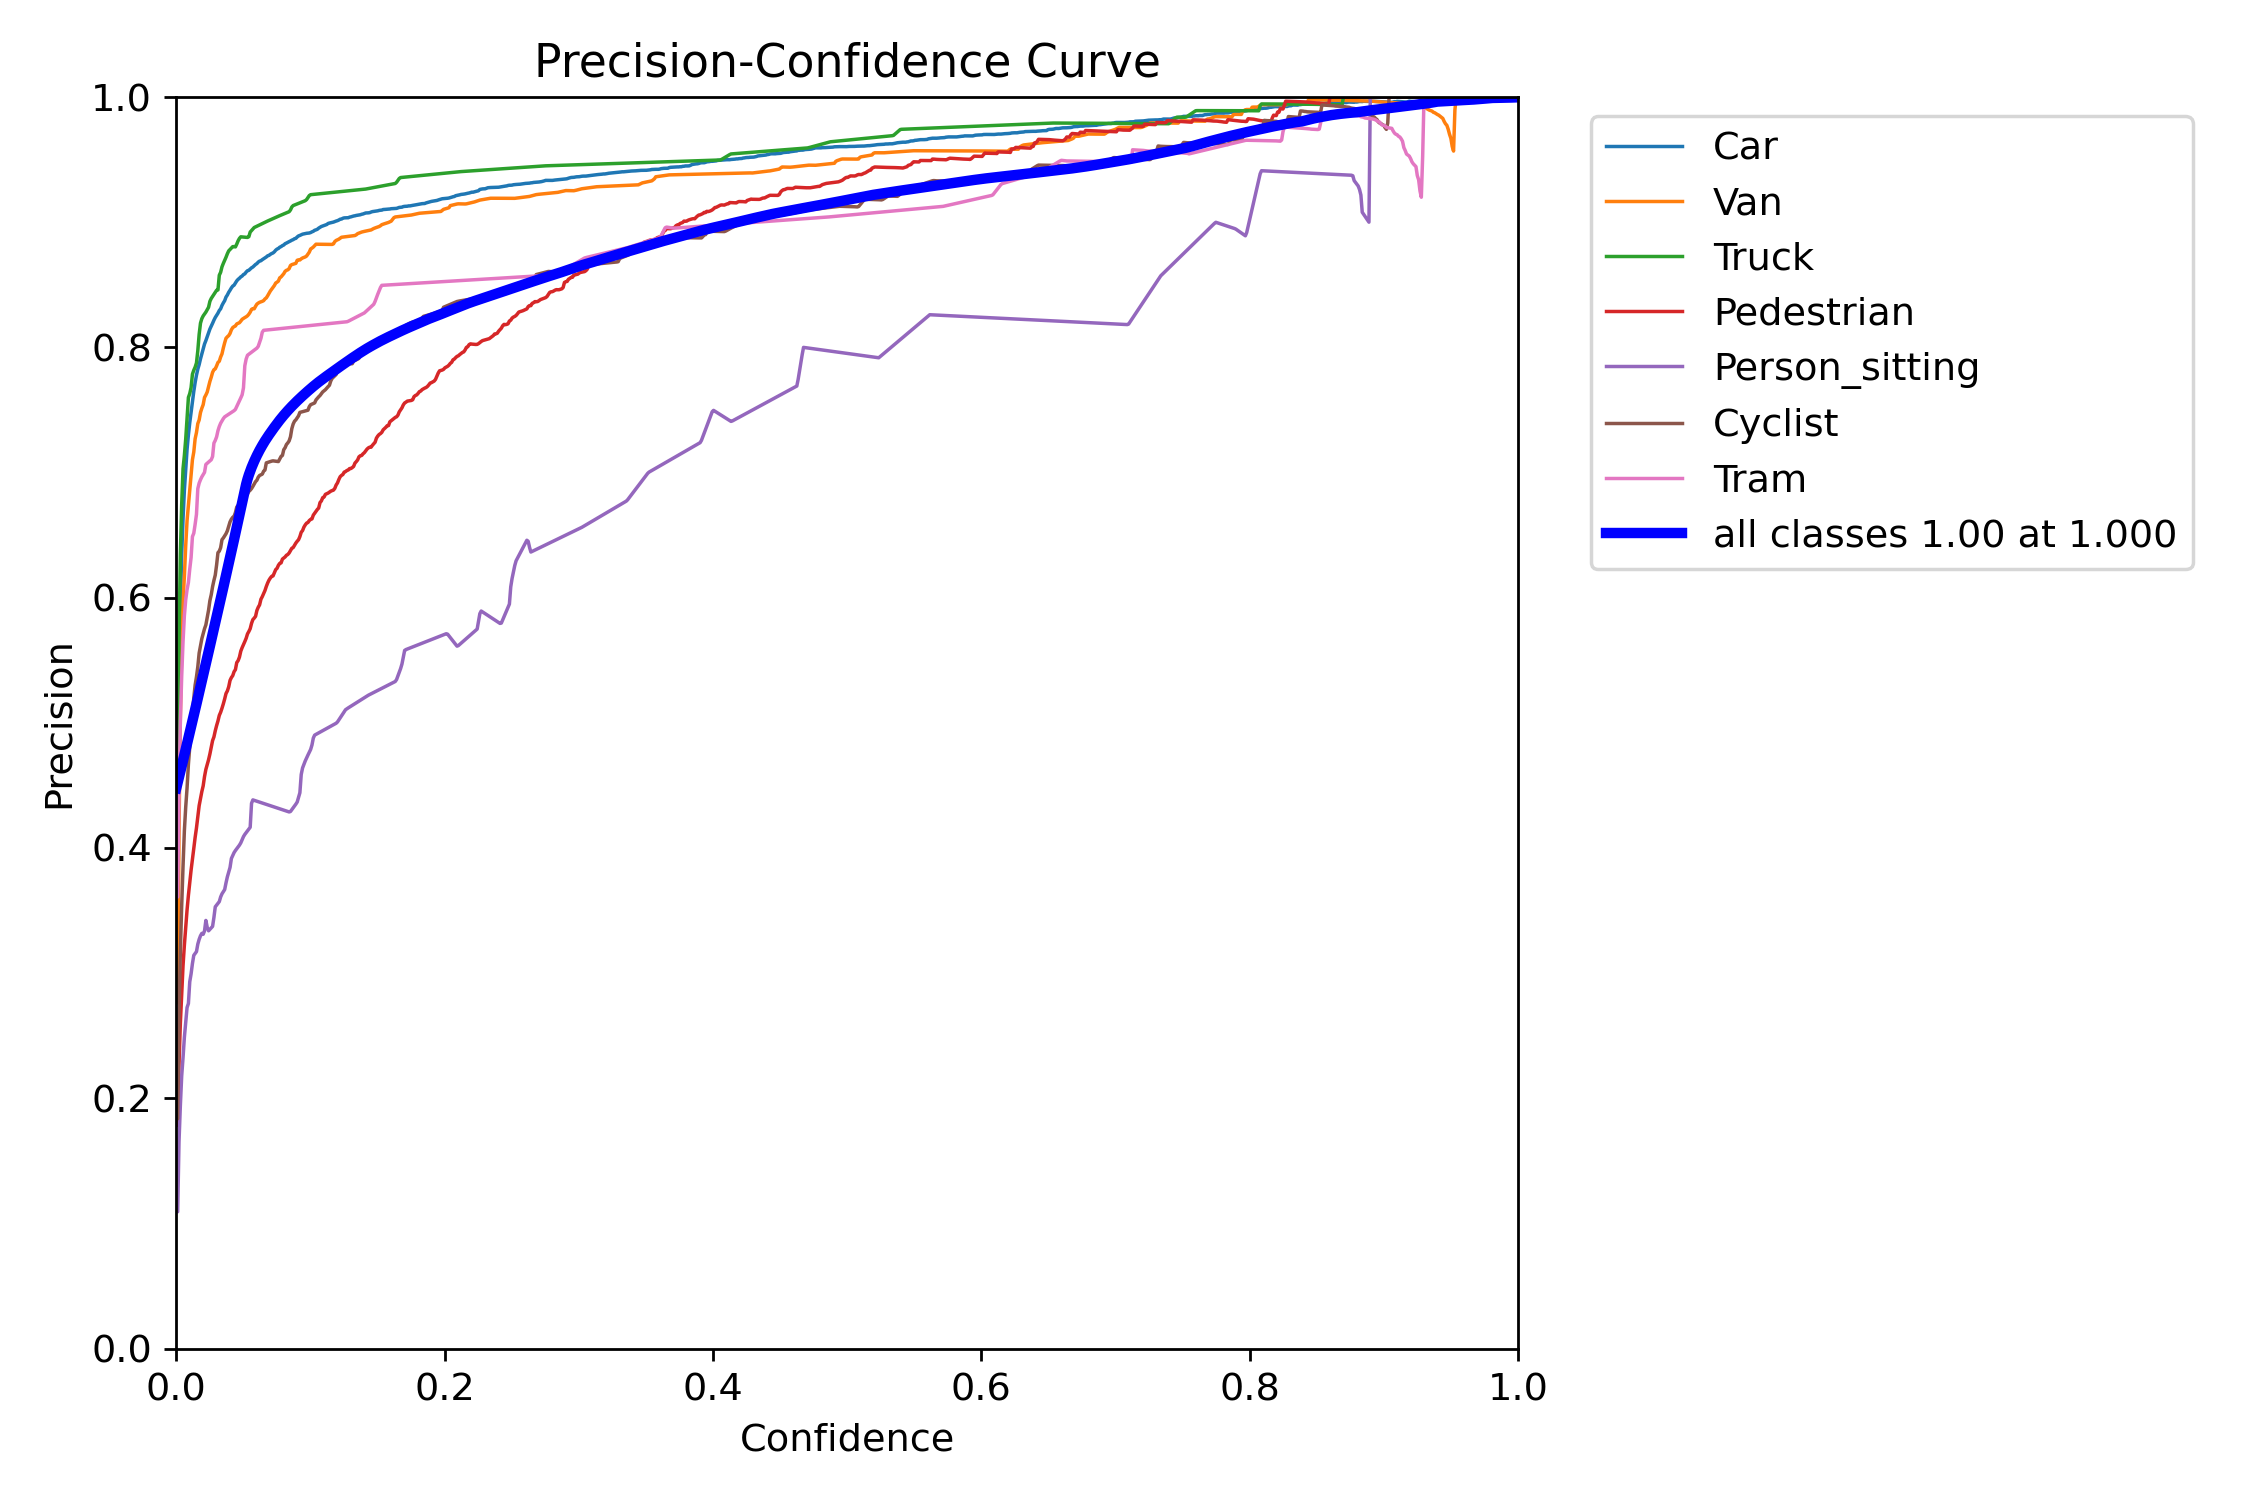 Precision-Confidence Curve
1.0
0.8
0.6
0.4
0.2
0.0
Precision
0.0 0.2 0.4 0.6 0.8 1.0
Confidence
Car
Van
Truck
Pedestrian
Person_sitting
Cyclist
Tram
all classes 1.00 at 1.000